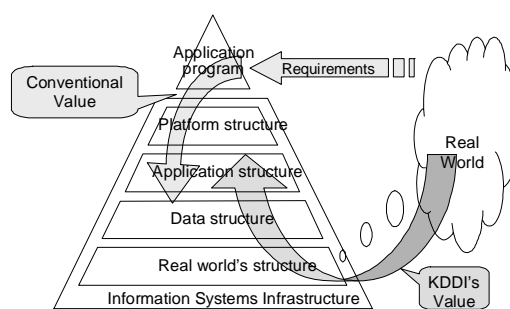 Application
program
Requirements
Conventional
Value
Platform structure
Real
World
Application structure
Data structure
Real world's structure
KDDI's
Value
Information Systems Infrastructure